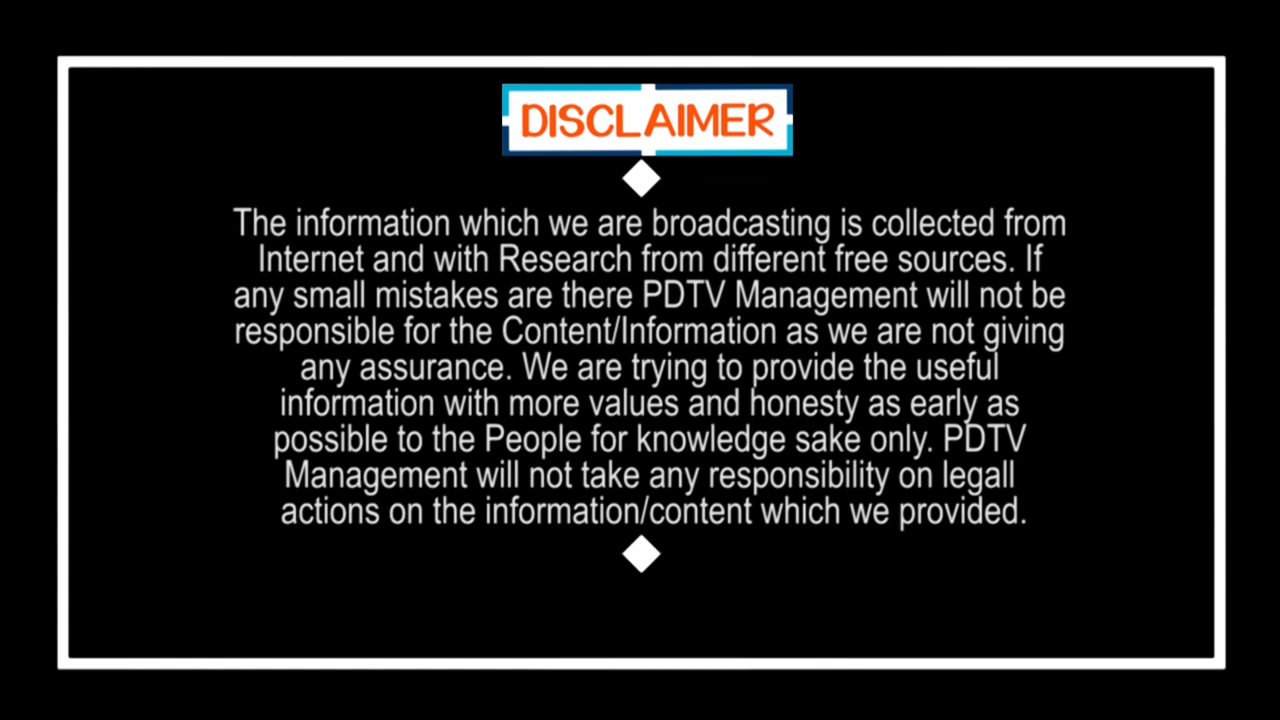 DISCLAIMER
The information which we are broadcasting is collected from
Internet and with Research from different free sources. If
any small mistakes are there PDTV Management will not be
responsible for the Content/Information as we are not giving
any assurance. We are trying to provide the useful
information with more values and honesty as early as
possible to the People for knowledge sake only. PDTV
Management will not take any responsibility on legall
actions on the information/content which we provided.